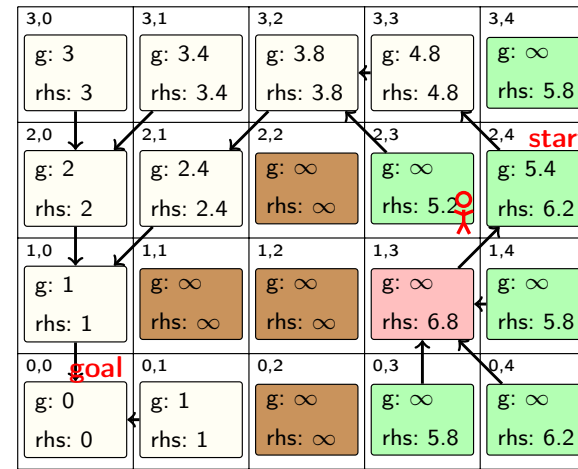 3,0 3,1 3,2 3,3 3,4
g: 3 g: 3.4 g: 3.8 g: 4.8 g: ∞
rhs: 3 rhs: 3.4 rhs: 3.8 rhs: 4.8 rhs: 5.8
2,0 2,1 2,2 2,3 2,4
star
g: 2 g: 2.4 g: ∞ g: ∞ g: 5.4
rhs: 2 rhs: 2.4 rhs: ∞ rhs: 5.2 rhs: 6.2
1,0 1,1 1,2 1,3 1,4
g: 1 g: ∞ g: ∞ g: ∞ g: ∞
rhs: 1 rhs: ∞ rhs: ∞ rhs: 6.8 rhs: 5.8
0,0 0,1 0,2 0,3 0,4
goal
g: 0 g: 1 g: ∞ g: ∞ g: ∞
rhs: 0 rhs: 1 rhs: ∞ rhs: 5.8 rhs: 6.2